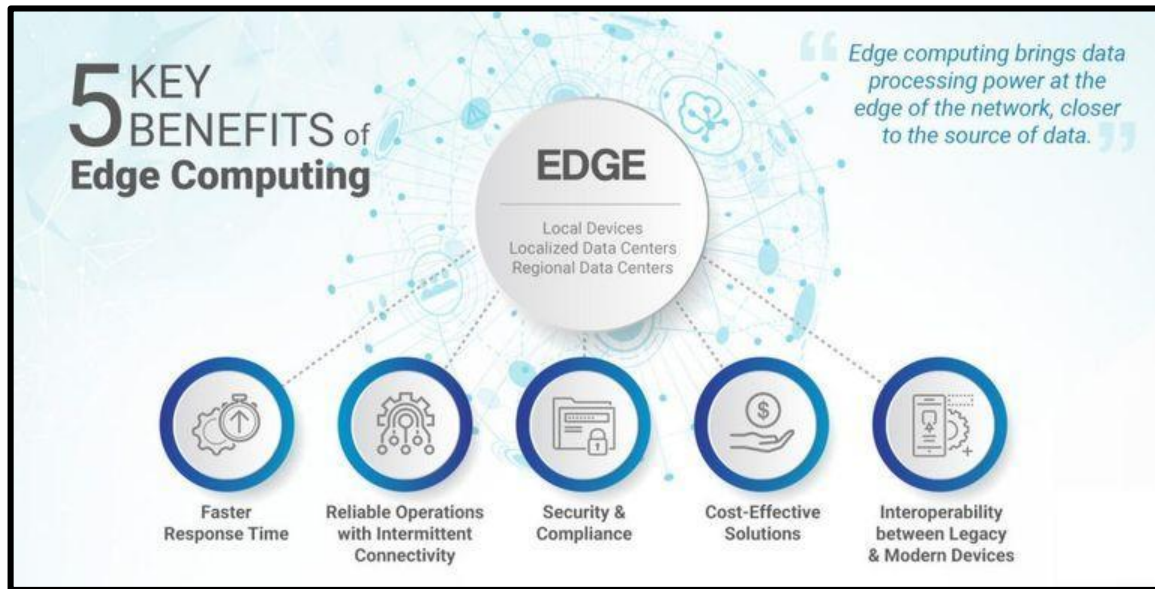 5 KEY
BENEFITS of
Edge Computing
“Edge computing brings data
processing power at the
edge of the network, closer
to the source of data.”
EDGE
Local Devices
Localized Data Centers
Regional Data Centers
Faster
Response Time
Reliable Operations
with Intermittent
Connectivity
Security &
Compliance
$
Cost-Effective
Solutions
Interoperability
between Legacy
& Modern Devices